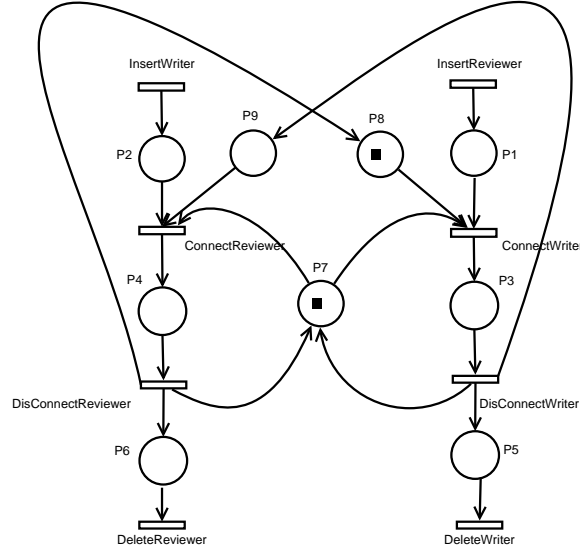 InsertWriter
InsertReviewer
P9
P8
P2
P1
ConnectReviewer
ConnectWriter
P7
P4
P3
DisConnectReviewer
DisConnectWriter
P6
P5
DeleteReviewer
DeleteWriter